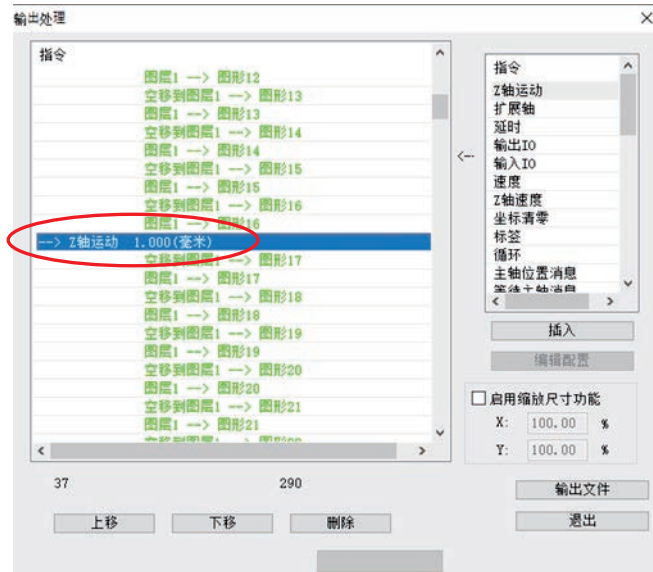 输出处理
指令
图层1 --> 图形12
空移到图层1 --> 图形13
图层1 --> 图形13
空移到图层1 --> 图形14
图层1 --> 图形14
空移到图层1 --> 图形15
图层1 --> 图形15
空移到图层1 --> 图形16
图层1 --> 图形16
--> Z轴运动 1.000(毫米)
空移到图层1 --> 图形17
图层1 --> 图形17
空移到图层1 --> 图形18
图层1 --> 图形18
空移到图层1 --> 图形19
图层1 --> 图形19
空移到图层1 --> 图形20
图层1 --> 图形20
空移到图层1 --> 图形21
图层1 --> 图形21
37
290
上移
下移
删除
<--
指令
Z轴运动
扩展轴
延时
输出IO
输入IO
速度
Z轴速度
坐标清零
标签
循环
主轴位置消息
等待主轴消息
插入
编辑配置
启用缩放尺寸功能
X: 100.00 %
Y: 100.00 %
输出文件
退出